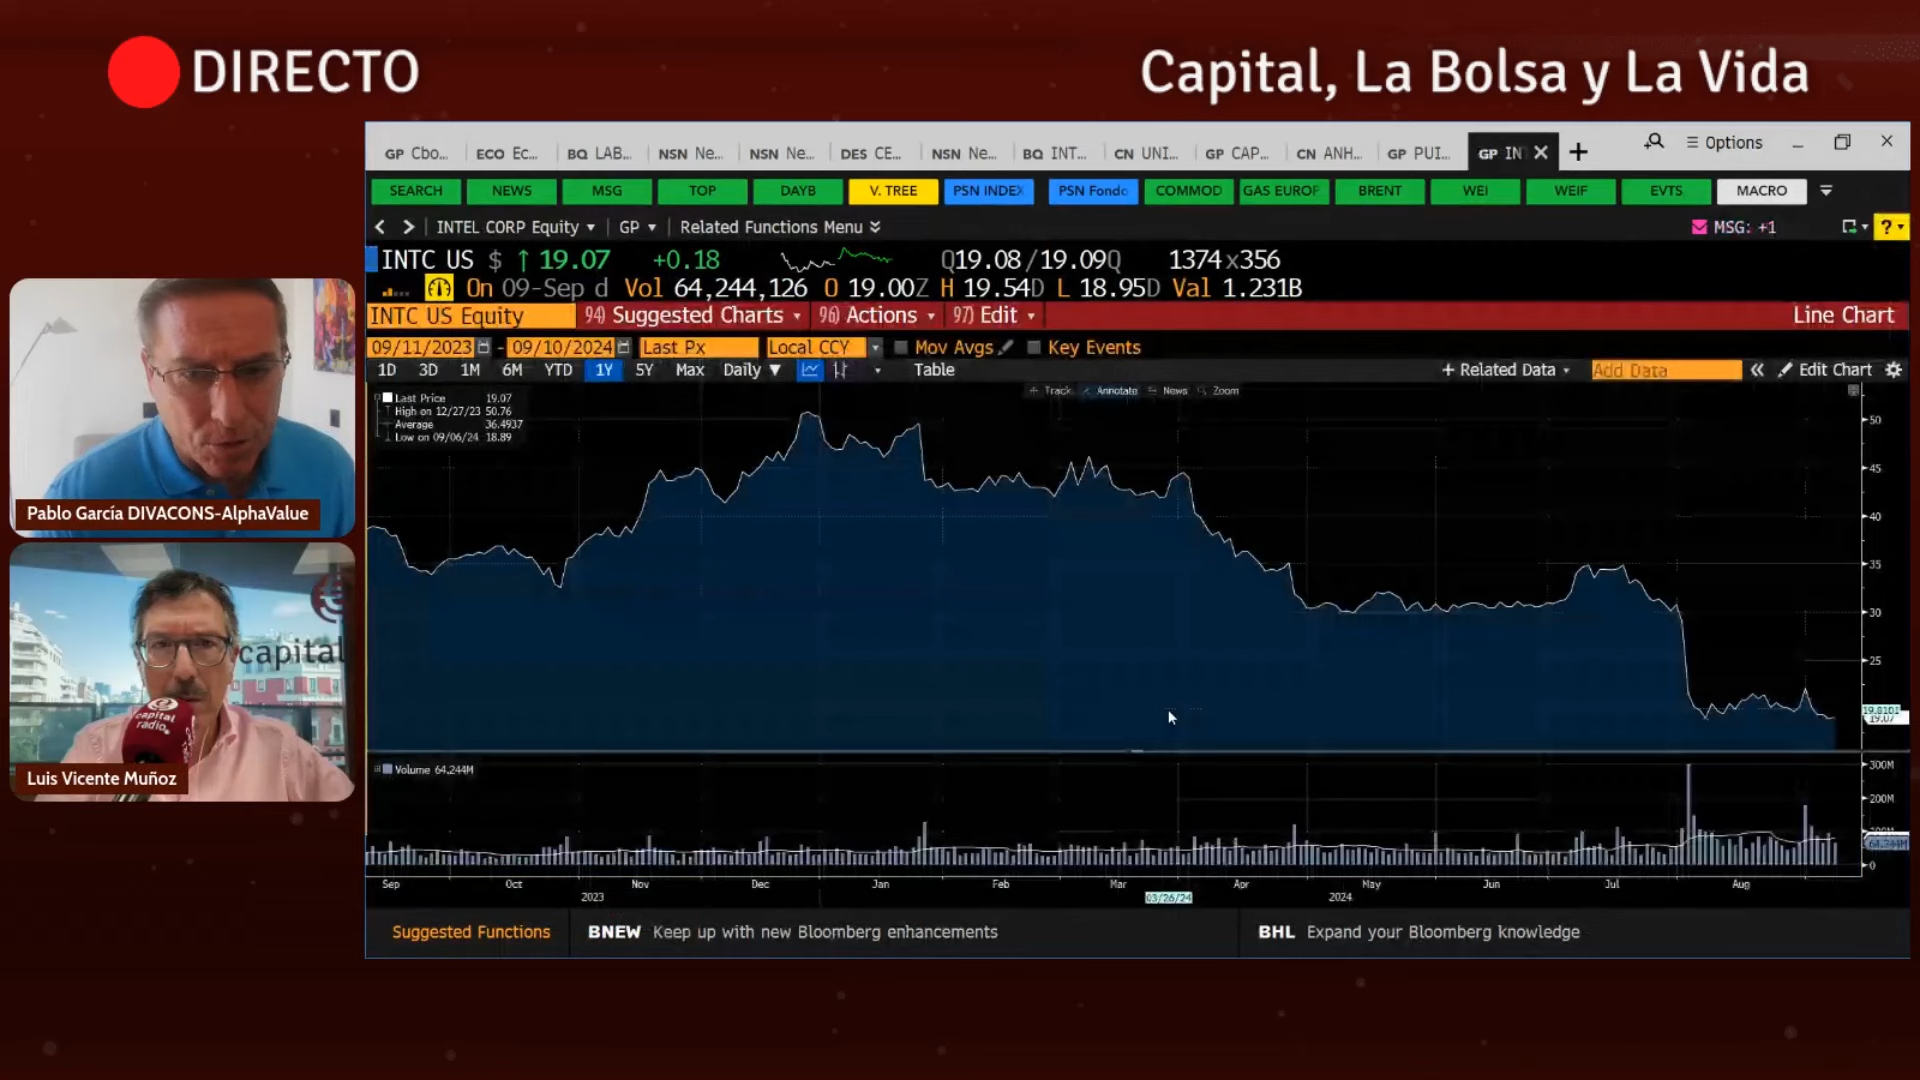 DIRECTO
Capital, La Bolsa y La Vida
GP Cbo... ECO Ec... BQ LAB... NSN Ne... NSN Ne... DES CE... NSN Ne... BQ INT... CN UNI... GP CAP... CN ANH... GP PUI... GP IN X + Options
SEARCH NEWS MSG TOP DAYB V. TREE PSN INDEX PSN Fondo COMMOD GAS EUROF BRENT WEI WEIF EVTS MACRO
INTEL CORP Equity GP Related Functions Menu MSG: +1 ?
INTC US $ ↑ 19.07 +0.18 Q19.08/19.09Q 1374x356
On 09-Sep d Vol 64,244,126 O 19.00Z H 19.54D L 18.95D Val 1.231B
INTC US Equity 94) Suggested Charts 96) Actions 97) Edit Line Chart
09/11/2023 - 09/10/2024 Last Px Local CCY Mov Avgs Key Events
1D 3D 1M 6M YTD 1Y 5Y Max Daily Table + Related Data Add Data « Edit Chart
Track Annotate News Zoom
Last Price 19.07
High on 12/27/23 50.76
Average 36.4937
Low on 09/06/24 18.89
50
45
40
35
30
25
19.07
Volume 64.244M
300M
200M
64.244M
0
Sep Oct Nov Dec Jan Feb Mar Apr May Jun Jul Aug
2023 03/26/24 2024
Suggested Functions BNEW Keep up with new Bloomberg enhancements BHL Expand your Bloomberg knowledge
Pablo García DIVACONS-AlphaValue
capital
capital
radio.
Luis Vicente Muñoz